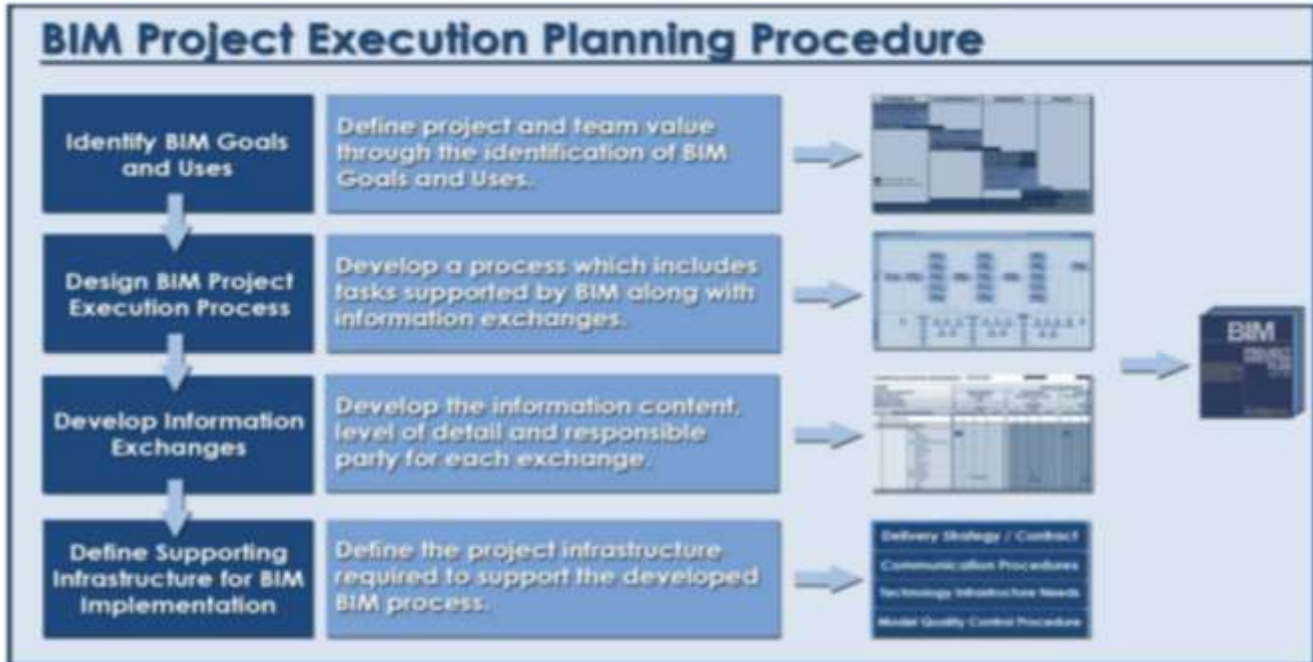 BIM Project Execution Planning Procedure
Identify BIM Goals
and Uses
Define project and team value
through the identification of BIM
Goals and Uses.
Design BIM Project
Execution Process
Develop a process which includes
tasks supported by BIM along with
information exchanges.
Develop Information
Exchanges
Develop the information content,
level of detail and responsible
party for each exchange.
Define Supporting
Infrastructure for BIM
Implementation
Define the project infrastructure
required to support the developed
BIM process.
Delivery Strategy / Contract
Communication Procedures
Technology Infrastructure Needs
Model Quality Control Procedure
BIM
PROJECT
EXECUTION
PLAN